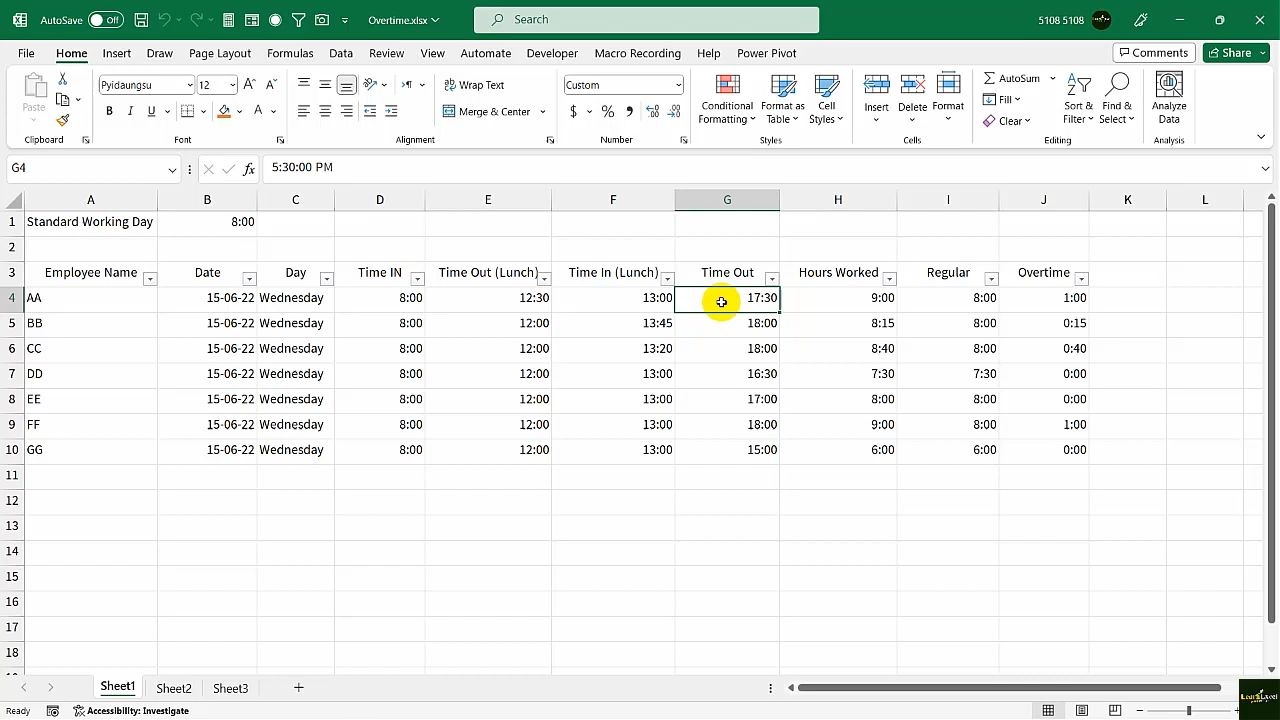 AutoSave Off Overtime.xlsx Search 5108 5108
File Home Insert Draw Page Layout Formulas Data Review View Automate Developer Macro Recording Help Power Pivot Comments Share
Paste Pyidaungsu 12 Wrap Text Custom Conditional Formatting Format as Table Cell Styles Insert Delete Format AutoSum Sort & Filter Find & Select Analyze Data
B I U Merge & Center $ % Fill
Clear
Clipboard Font Alignment Number Styles Cells Editing Analysis
G4 fx 5:30:00 PM
A B C D E F G H I J K L
1 Standard Working Day 8:00
2
3 Employee Name Date Day Time IN Time Out (Lunch) Time In (Lunch) Time Out Hours Worked Regular Overtime
4 AA 15-06-22 Wednesday 8:00 12:30 13:00 17:30 9:00 8:00 1:00
5 BB 15-06-22 Wednesday 8:00 12:00 13:45 18:00 8:15 8:00 0:15
6 CC 15-06-22 Wednesday 8:00 12:00 13:20 18:00 8:40 8:00 0:40
7 DD 15-06-22 Wednesday 8:00 12:00 13:00 16:30 7:30 7:30 0:00
8 EE 15-06-22 Wednesday 8:00 12:00 13:00 17:00 8:00 8:00 0:00
9 FF 15-06-22 Wednesday 8:00 12:00 13:00 18:00 9:00 8:00 1:00
10 GG 15-06-22 Wednesday 8:00 12:00 13:00 15:00 6:00 6:00 0:00
11
12
13
14
15
16
17
18
Sheet1 Sheet2 Sheet3
Ready Accessibility: Investigate